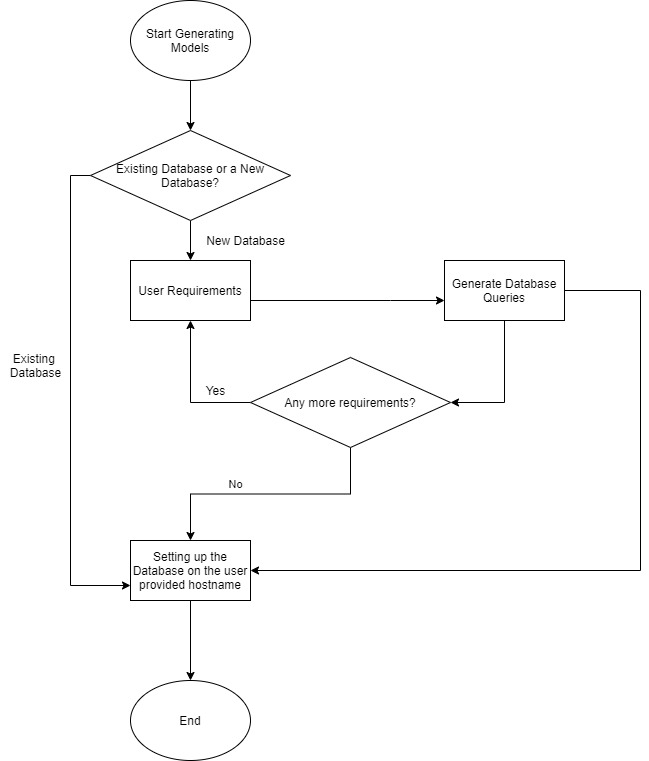 Start Generating
Models
Existing Database or a New
Database?
New Database
User Requirements
Generate Database
Queries
Existing
Database
Yes
Any more requirements?
No
Setting up the
Database on the user
provided hostname
End